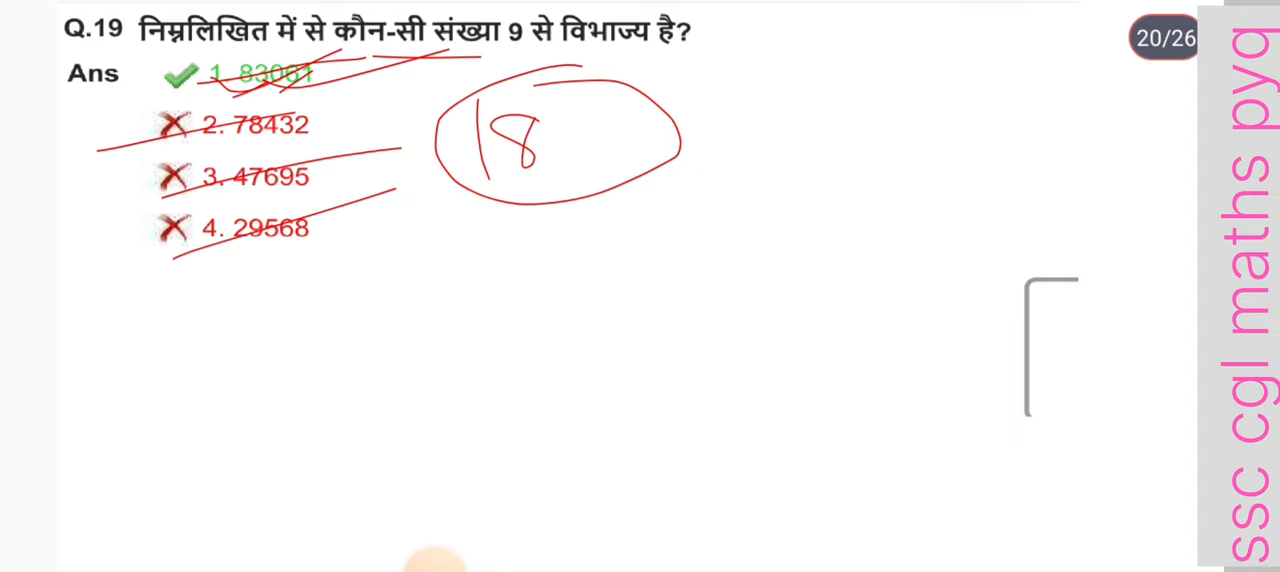 Q.19 निम्नलिखित में से कौन-सी संख्या 9 से विभाज्य है?
20/26
Ans 1. 83061
2. 78432
3. 47695
4. 29568
18
ssc cgl maths pyq